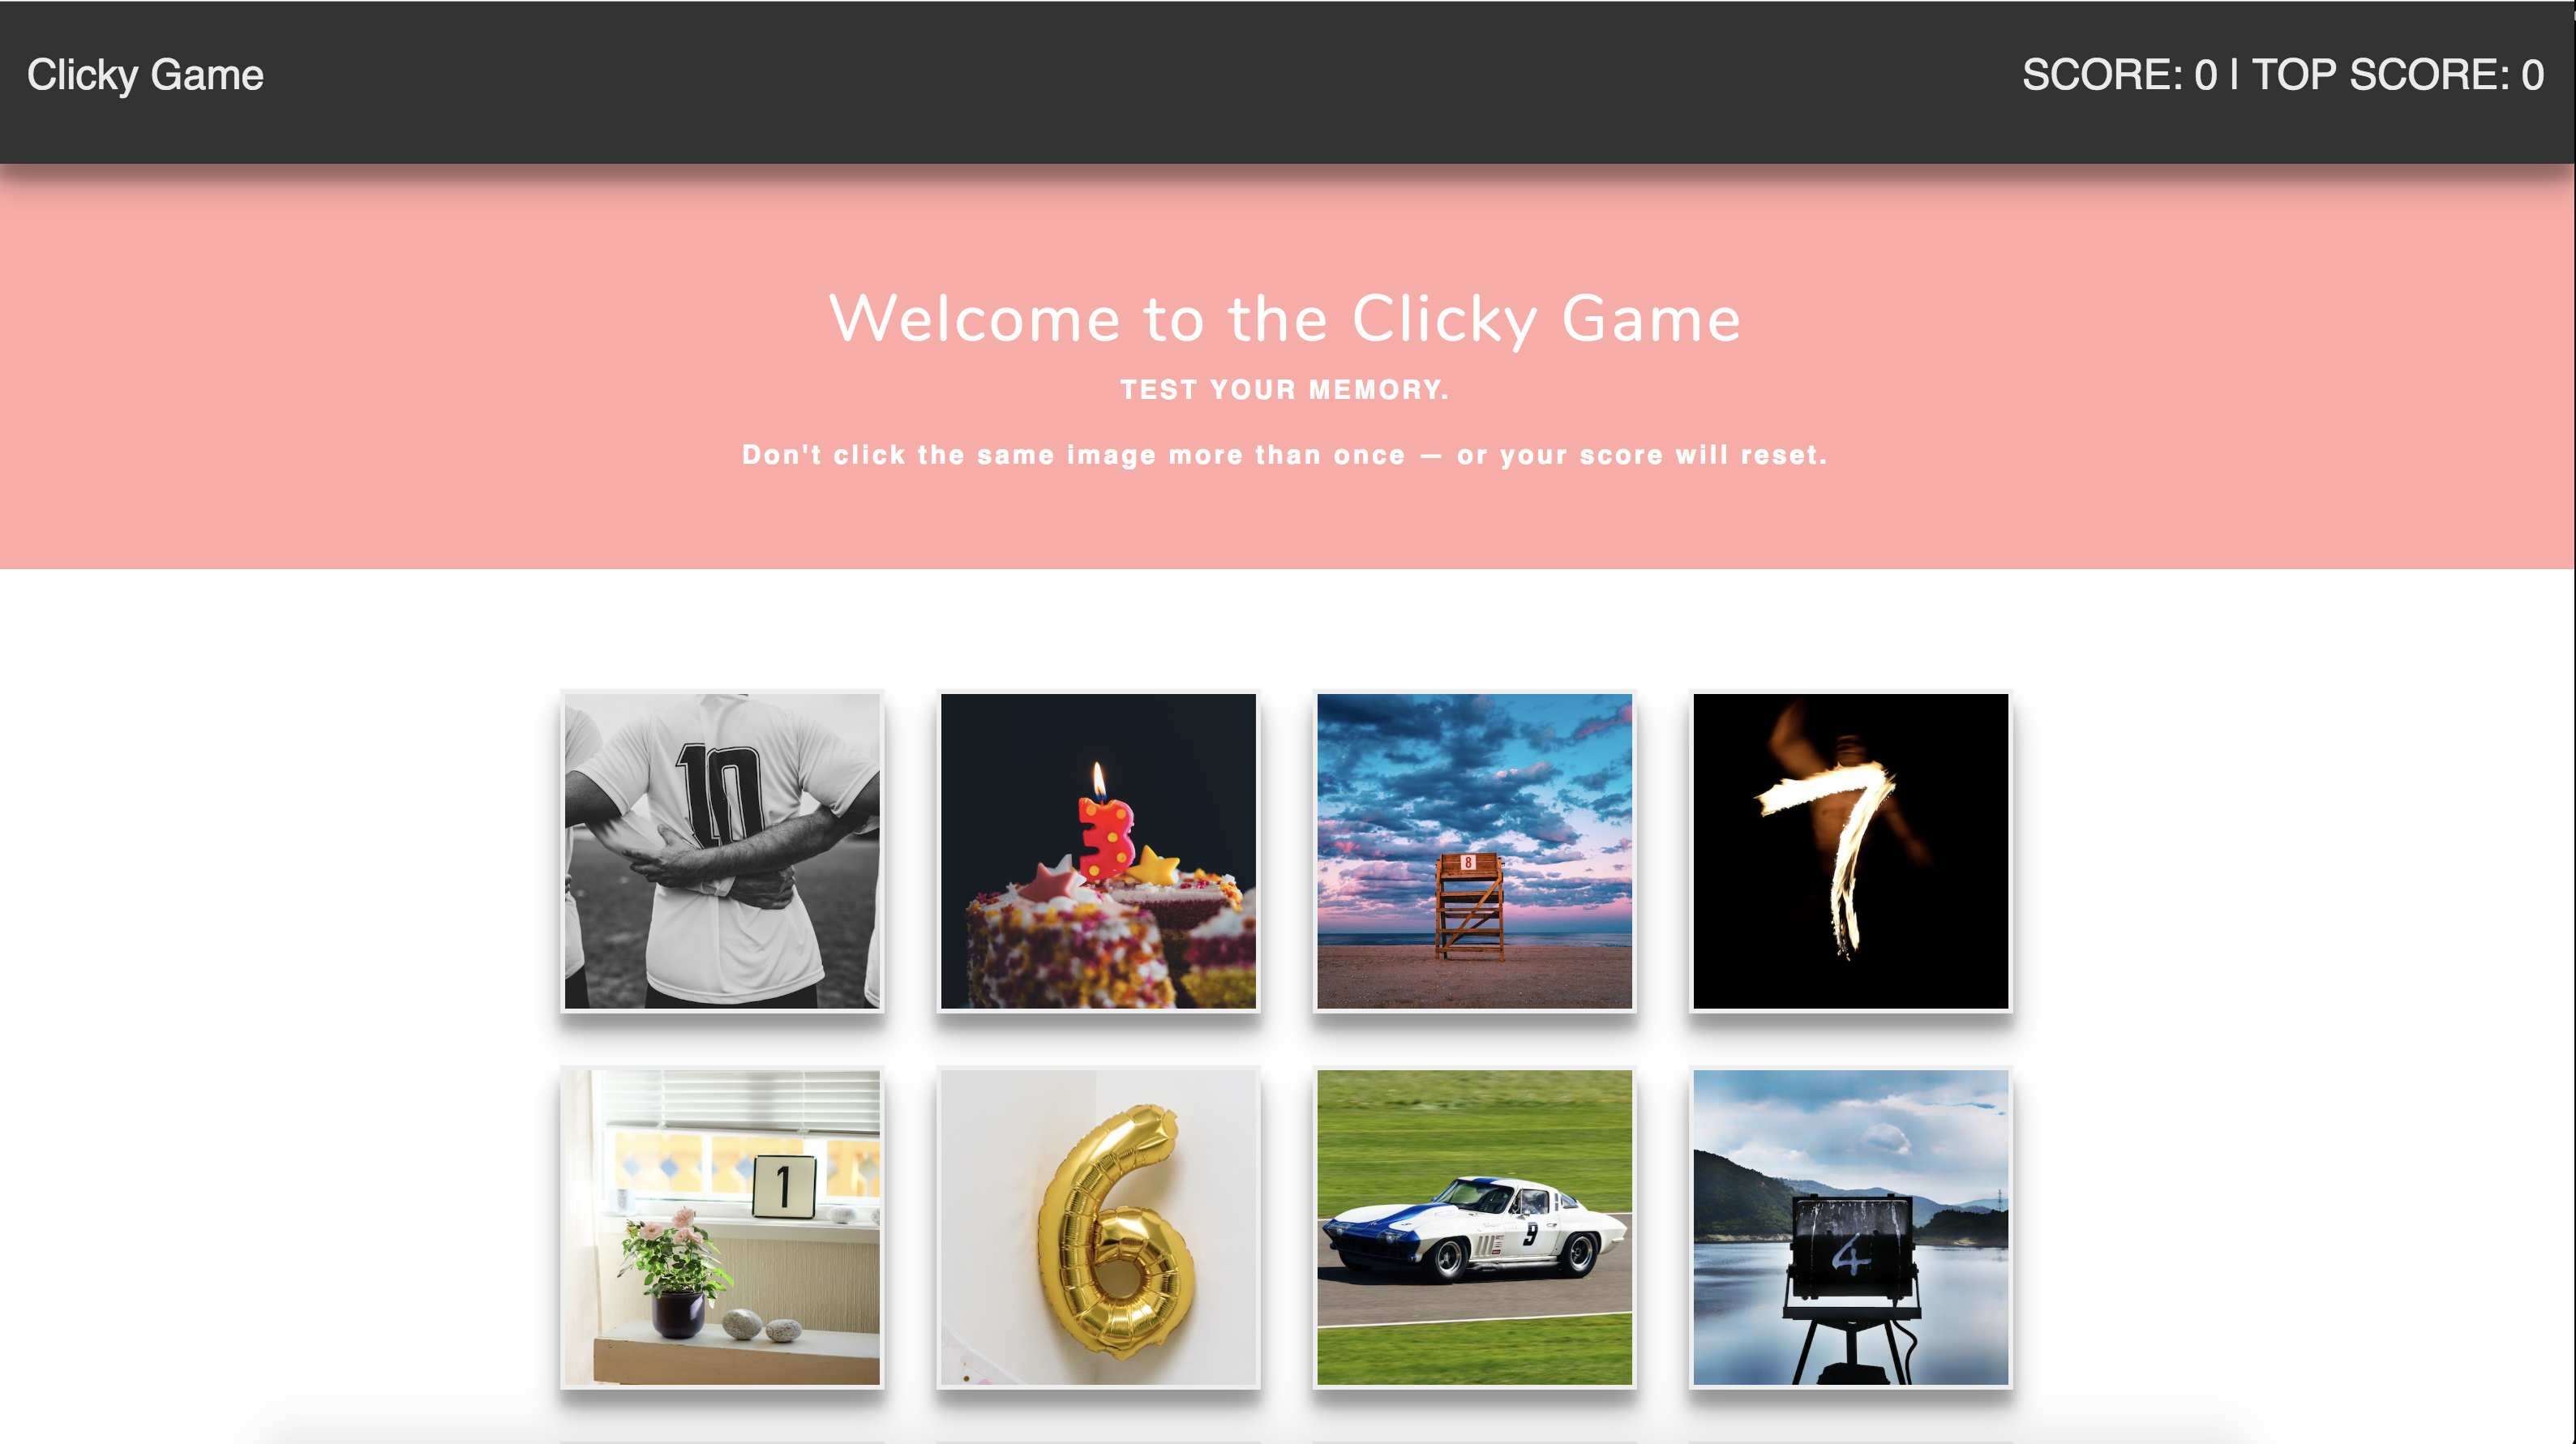 Clicky Game
SCORE: 0 | TOP SCORE: 0
Welcome to the Clicky Game
TEST YOUR MEMORY.
Don't click the same image more than once — or your score will reset.
10
3
8
7
1
6
9
4